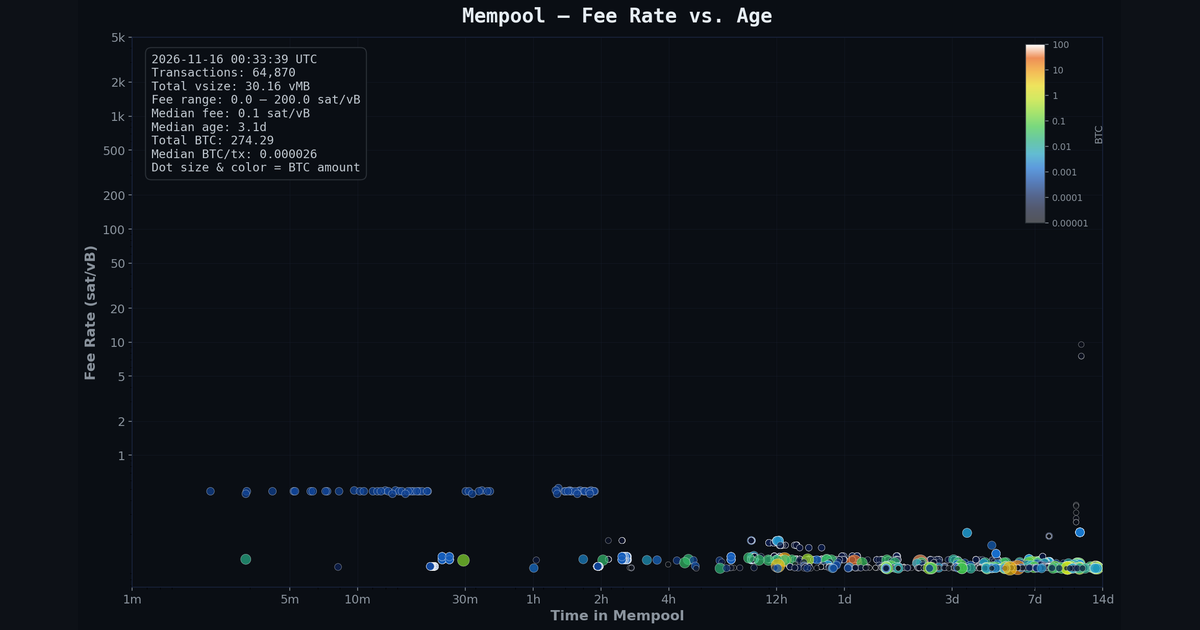 Mempool — Fee Rate vs. Age
2026-11-16 00:33:39 UTC
Transactions: 64,870
Total vsize: 30.16 vMB
Fee range: 0.0 — 200.0 sat/vB
Median fee: 0.1 sat/vB
Median age: 3.1d
Total BTC: 274.29
Median BTC/tx: 0.000026
Dot size & color = BTC amount
100
10
1
0.1
0.01
0.001
0.0001
0.00001
BTC
5k
2k
1k
500
200
100
50
20
10
5
2
1
Fee Rate (sat/vB)
1m
5m
10m
30m
1h
2h
4h
12h
1d
3d
7d
14d
Time in Mempool